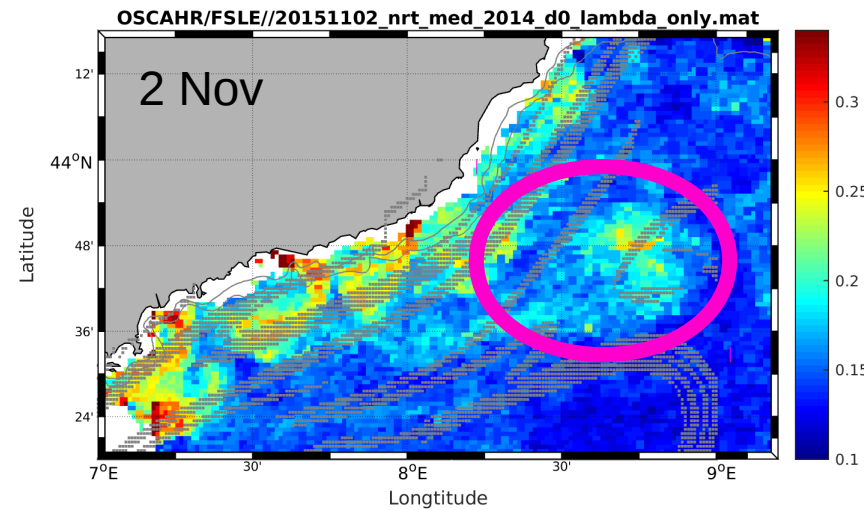 OSCAHR/FSLE//20151102_nrt_med_2014_d0_lambda_only.mat
2 Nov
12'
44°N
48'
36'
24'
7°E
30'
8°E
30'
9°E
Latitude
Longtitude
0.3
0.25
0.2
0.15
0.1